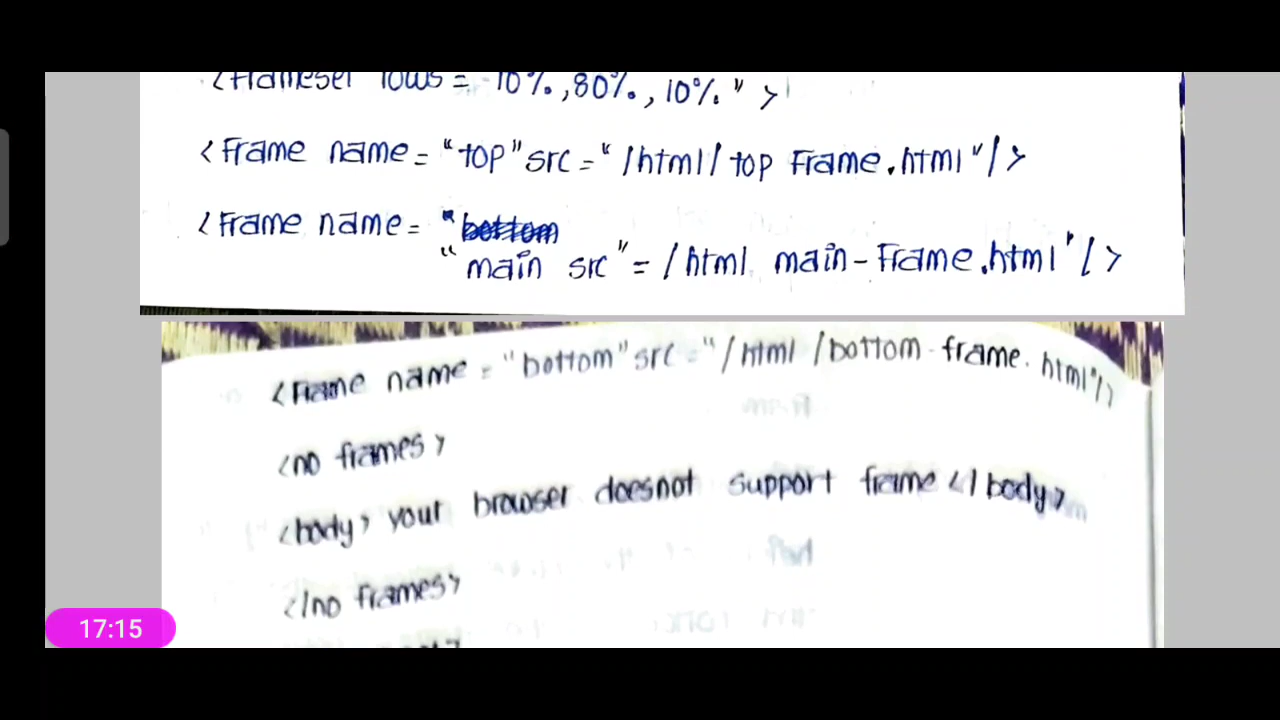 <frameset rows = "10%,80%,10%">
<Frame name= "top"src="/html/ top Frame.html"/>
<Frame name= "bottom
"main src"= /html main-Frame.html"/>
<Frame name = "bottom"src="/html /bottom-frame.html"/>
<no frames>
<body> your browser doesnot support frame </body>
</no frames>
17:15